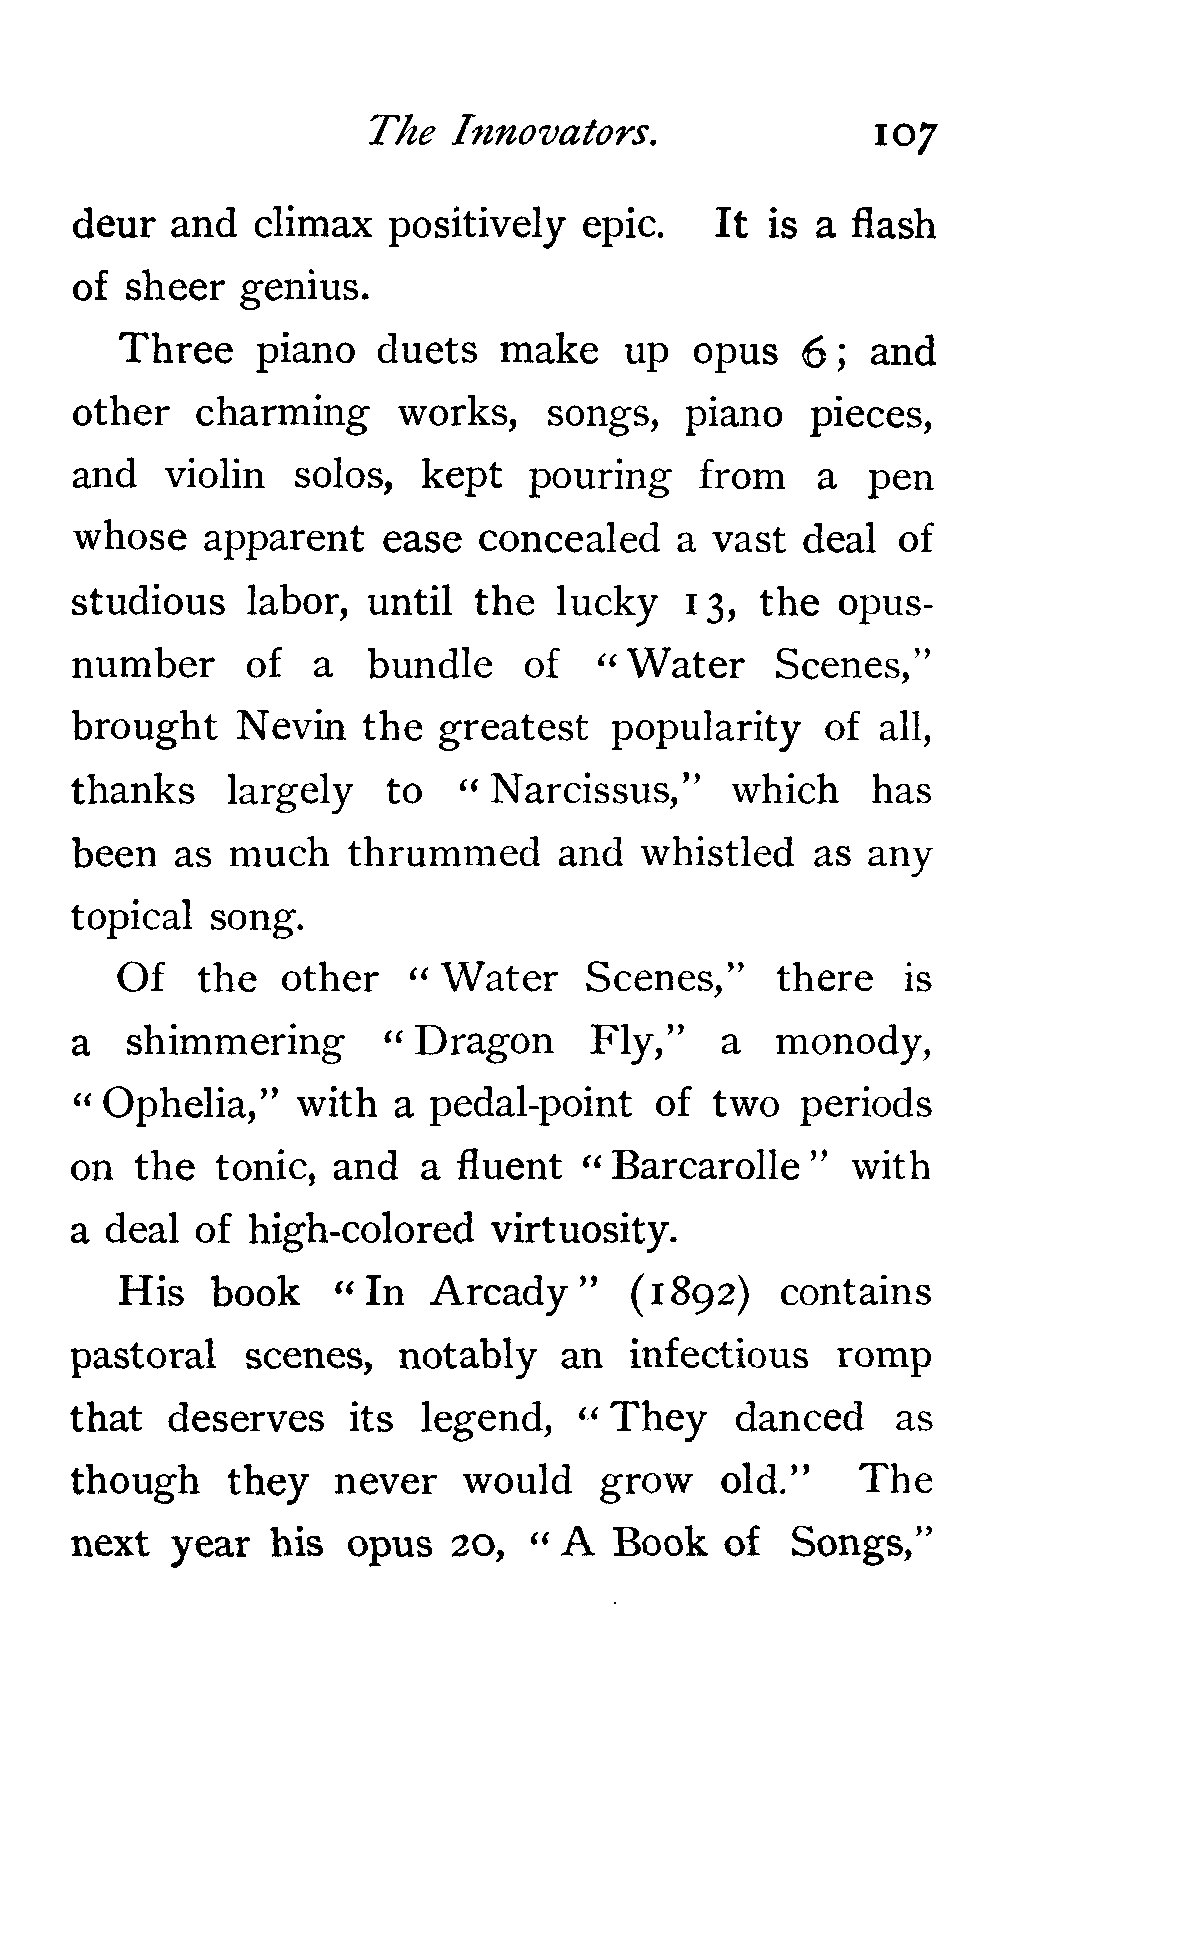 The Innovators. 107
deur and climax positively epic. It is a flash
of sheer genius.
Three piano duets make up opus 6; and
other charming works, songs, piano pieces,
and violin solos, kept pouring from a pen
whose apparent ease concealed a vast deal of
studious labor, until the lucky 13, the opus-
number of a bundle of “Water Scenes,”
brought Nevin the greatest popularity of all,
thanks largely to “Narcissus,” which has
been as much thrummed and whistled as any
topical song.
Of the other “Water Scenes,” there is
a shimmering “Dragon Fly,” a monody,
“Ophelia,” with a pedal-point of two periods
on the tonic, and a fluent “Barcarolle” with
a deal of high-colored virtuosity.
His book “In Arcady” (1892) contains
pastoral scenes, notably an infectious romp
that deserves its legend, “They danced as
though they never would grow old.” The
next year his opus 20, “A Book of Songs,”